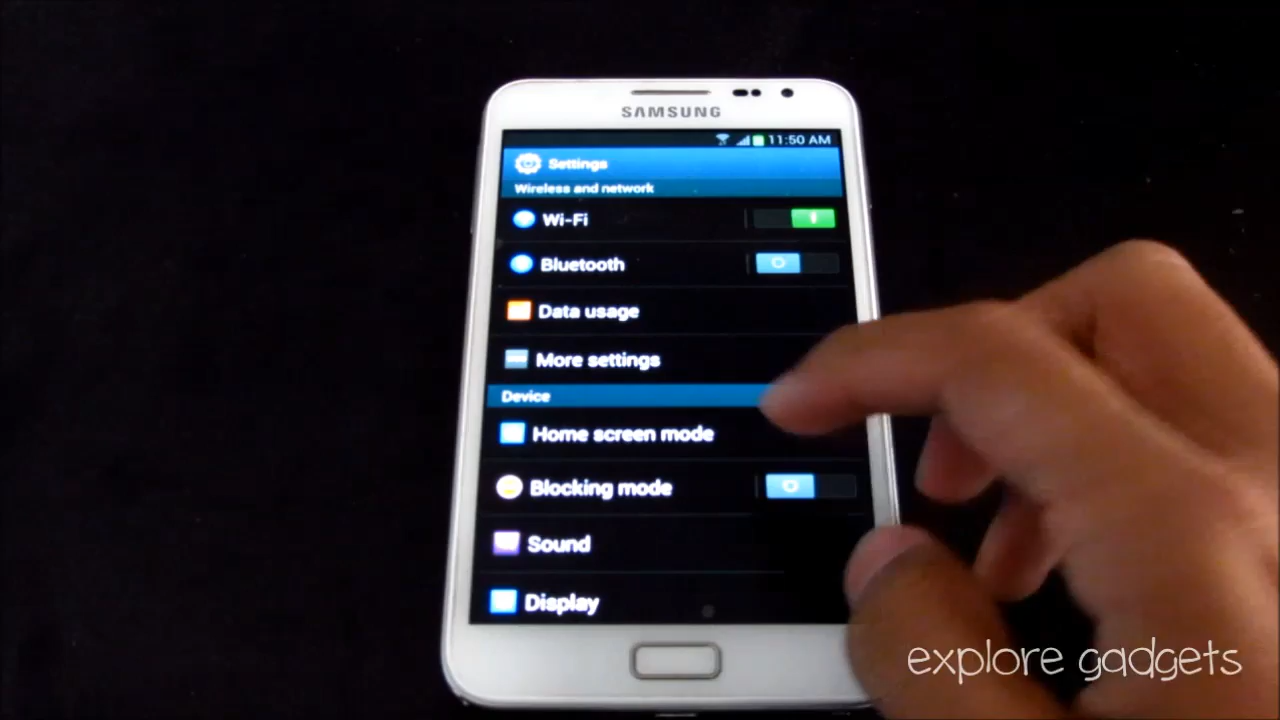 SAMSUNG
11:50 AM
Settings
Wireless and network
Wi-Fi
Bluetooth
Data usage
More settings
Device
Home screen mode
Blocking mode
Sound
Display
explore gadgets